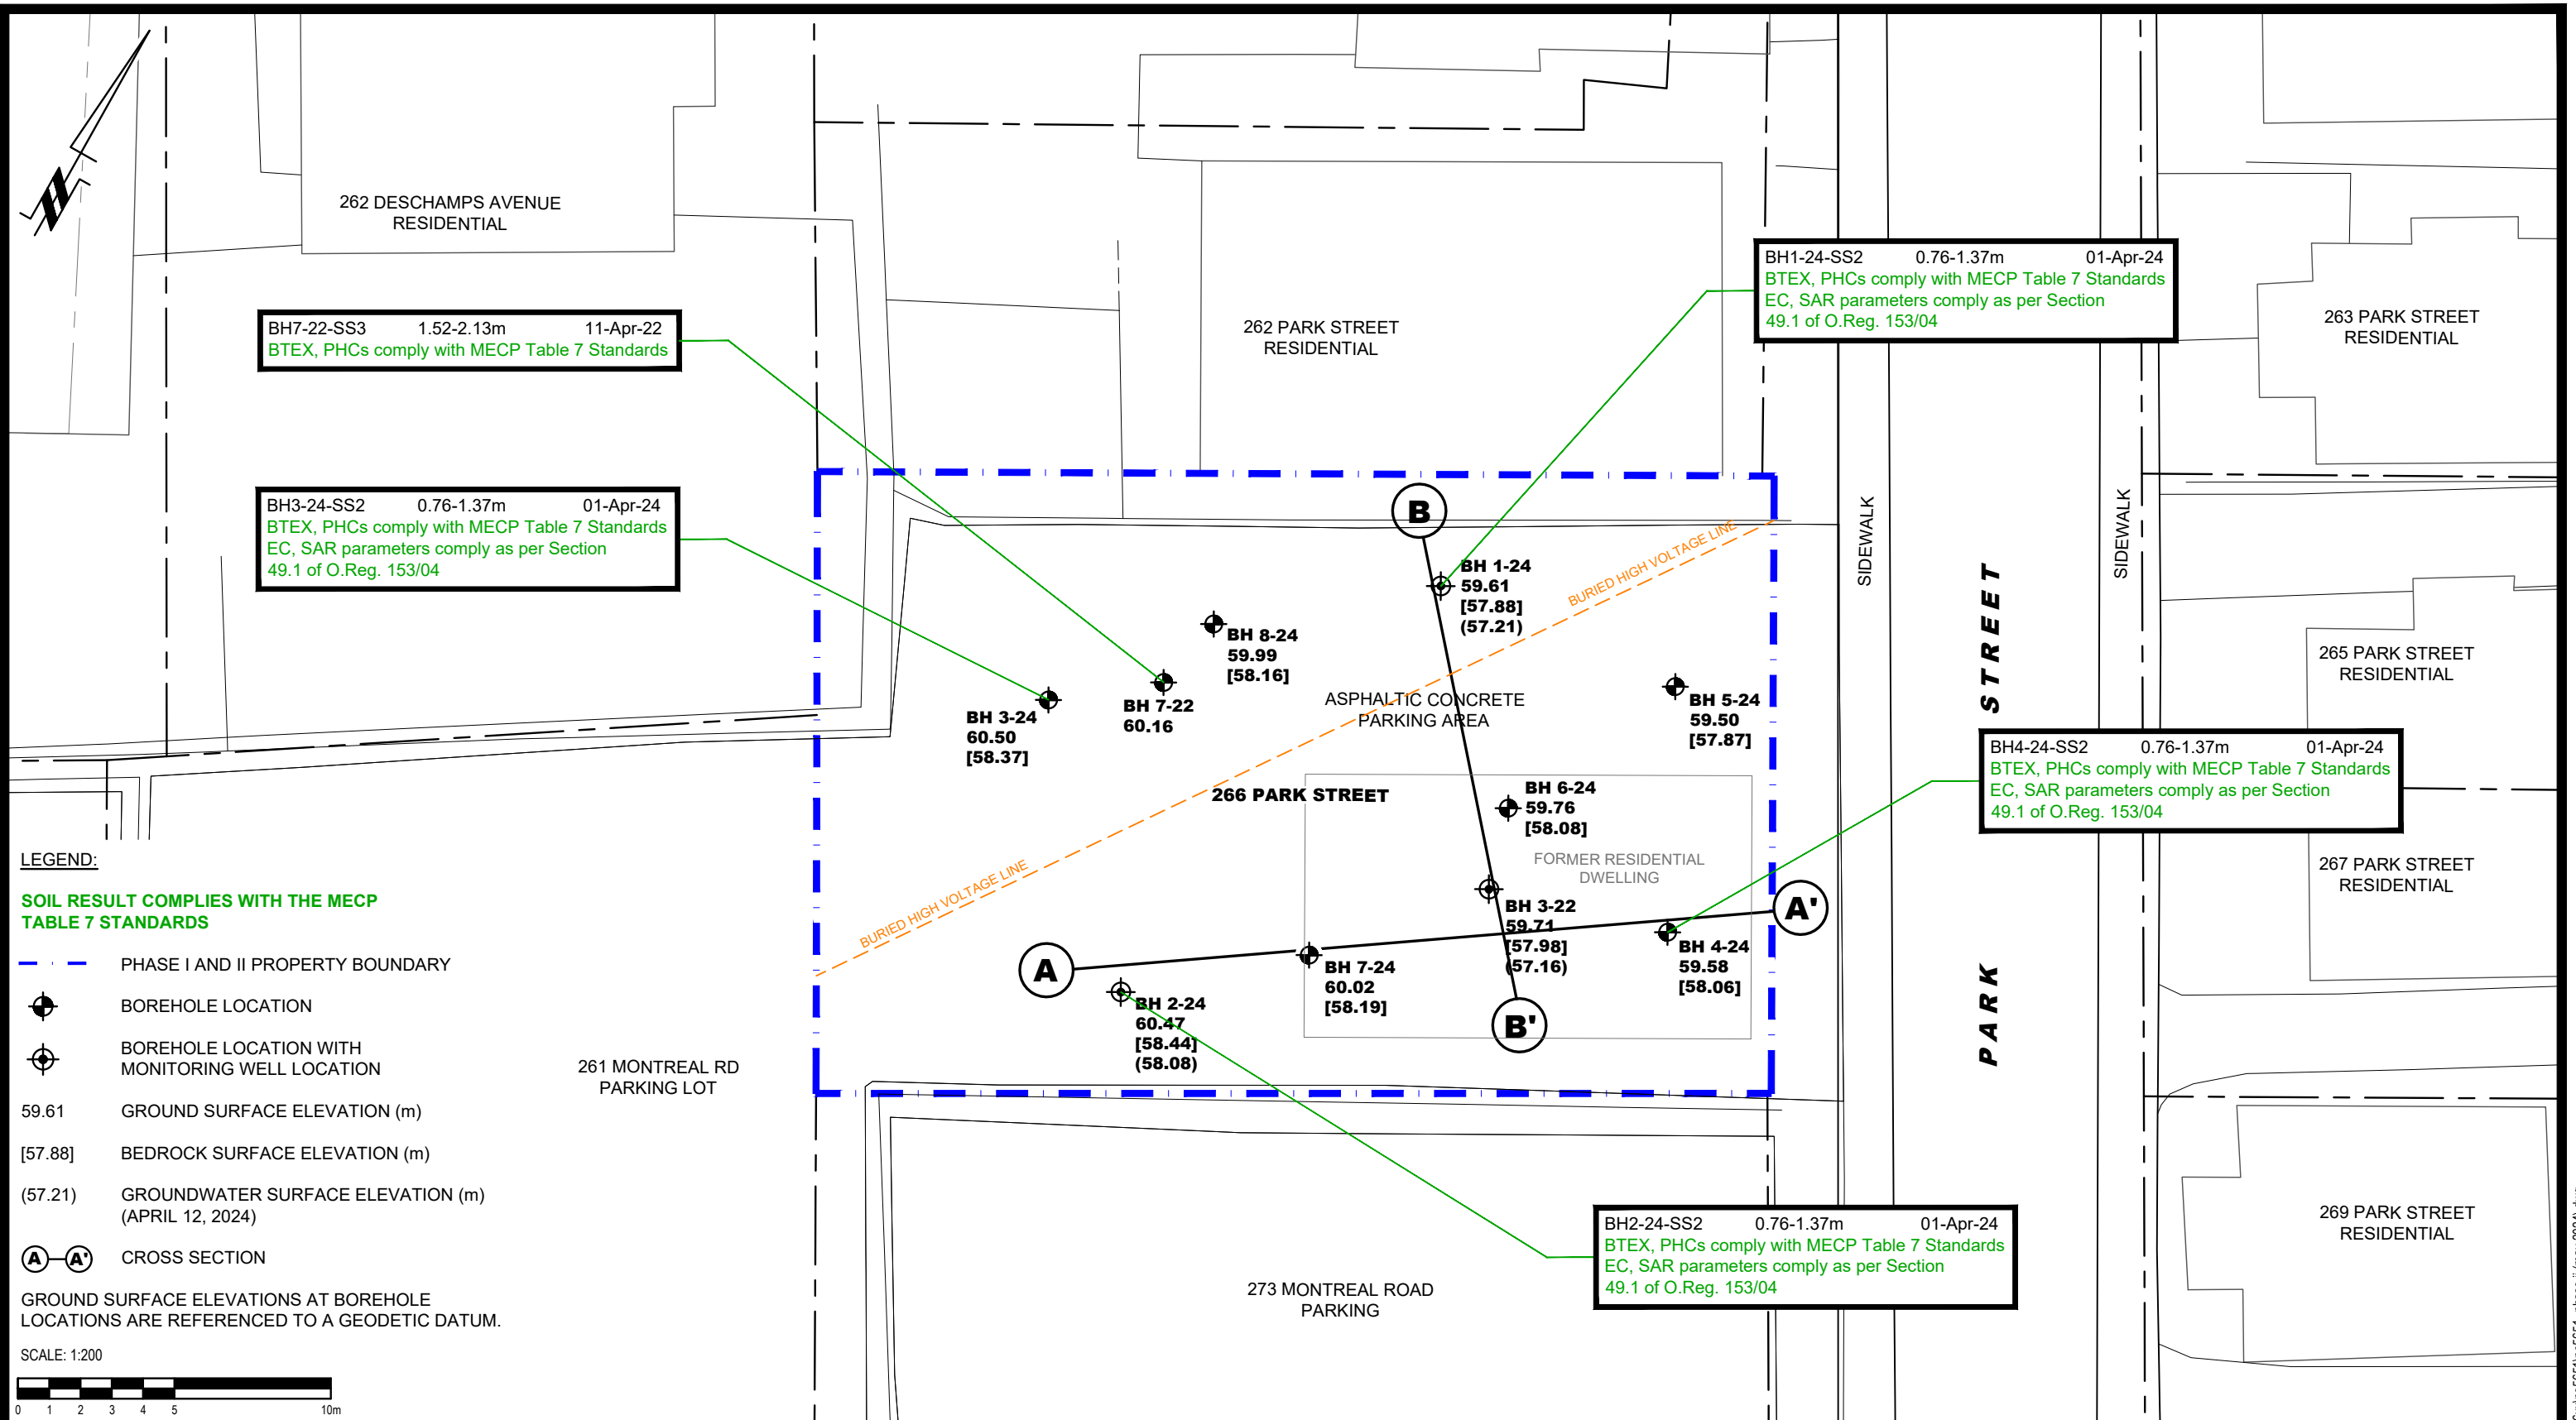 262 DESCHAMPS AVENUE
RESIDENTIAL
BH1-24-SS2 0.76-1.37m 01-Apr-24
BTEX, PHCs comply with MECP Table 7 Standards
EC, SAR parameters comply as per Section
49.1 of O.Reg. 153/04
262 PARK STREET
RESIDENTIAL
263 PARK STREET
RESIDENTIAL
BH7-22-SS3 1.52-2.13m 11-Apr-22
BTEX, PHCs comply with MECP Table 7 Standards
BH3-24-SS2 0.76-1.37m 01-Apr-24
BTEX, PHCs comply with MECP Table 7 Standards
EC, SAR parameters comply as per Section
49.1 of O.Reg. 153/04
B
SIDEWALK
SIDEWALK
BURIED HIGH VOLTAGE LINE
BH 1-24
59.61
[57.88]
(57.21)
BH 8-24
59.99
[58.16]
BH 7-22
60.16
BH 3-24
60.50
[58.37]
ASPHALTIC CONCRETE
PARKING AREA
BH 5-24
59.50
[57.87]
PARK STREET
265 PARK STREET
RESIDENTIAL
BH4-24-SS2 0.76-1.37m 01-Apr-24
BTEX, PHCs comply with MECP Table 7 Standards
EC, SAR parameters comply as per Section
49.1 of O.Reg. 153/04
266 PARK STREET
BH 6-24
59.76
[58.08]
FORMER RESIDENTIAL
DWELLING
267 PARK STREET
RESIDENTIAL
BURIED HIGH VOLTAGE LINE
BH 3-22
59.71
[57.98]
(57.16)
A'
A
BH 7-24
60.02
[58.19]
BH 4-24
59.58
[58.06]
BH 2-24
60.47
[58.44]
(58.08)
B'
261 MONTREAL RD
PARKING LOT
LEGEND:
SOIL RESULT COMPLIES WITH THE MECP
TABLE 7 STANDARDS
PHASE I AND II PROPERTY BOUNDARY
BOREHOLE LOCATION
BOREHOLE LOCATION WITH
MONITORING WELL LOCATION
59.61 GROUND SURFACE ELEVATION (m)
[57.88] BEDROCK SURFACE ELEVATION (m)
(57.21) GROUNDWATER SURFACE ELEVATION (m)
(APRIL 12, 2024)
A A' CROSS SECTION
GROUND SURFACE ELEVATIONS AT BOREHOLE
LOCATIONS ARE REFERENCED TO A GEODETIC DATUM.
SCALE: 1:200
0 1 2 3 4 5 10m
BH2-24-SS2 0.76-1.37m 01-Apr-24
BTEX, PHCs comply with MECP Table 7 Standards
EC, SAR parameters comply as per Section
49.1 of O.Reg. 153/04
273 MONTREAL ROAD
PARKING
269 PARK STREET
RESIDENTIAL